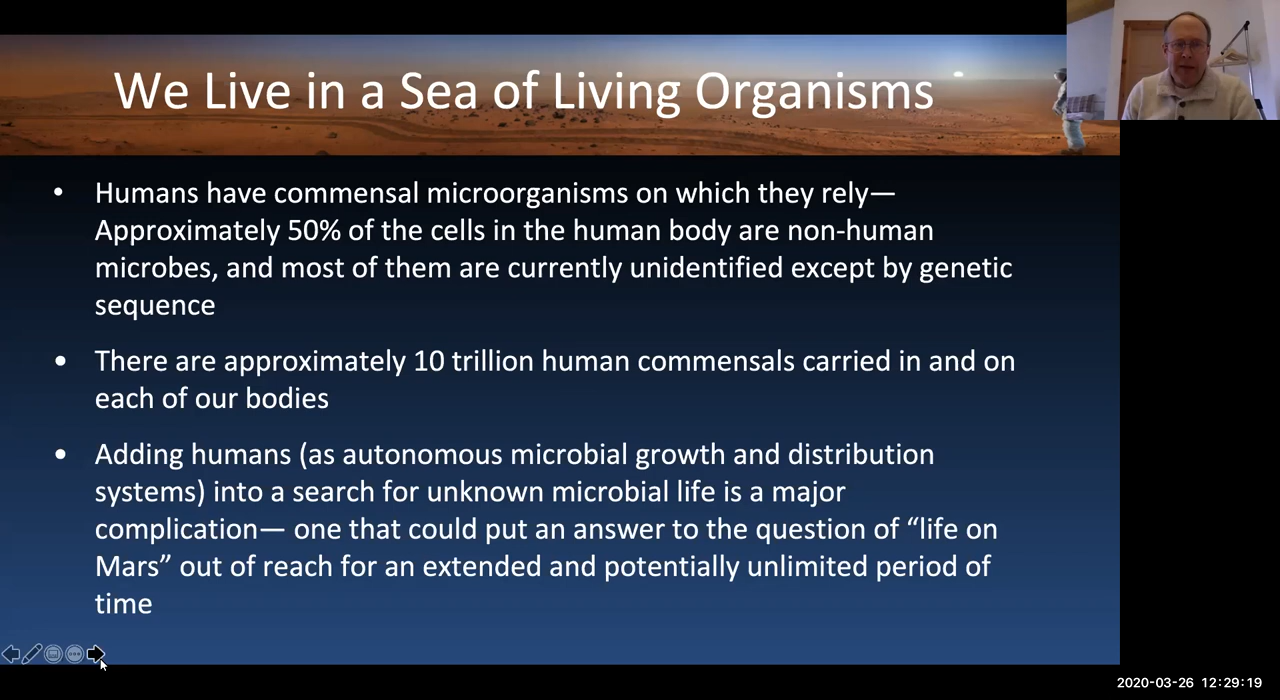 We Live in a Sea of Living Organisms
• Humans have commensal microorganisms on which they rely—
Approximately 50% of the cells in the human body are non-human
microbes, and most of them are currently unidentified except by genetic
sequence
• There are approximately 10 trillion human commensals carried in and on
each of our bodies
• Adding humans (as autonomous microbial growth and distribution
systems) into a search for unknown microbial life is a major
complication— one that could put an answer to the question of “life on
Mars” out of reach for an extended and potentially unlimited period of
time
2020-03-26 12:29:19